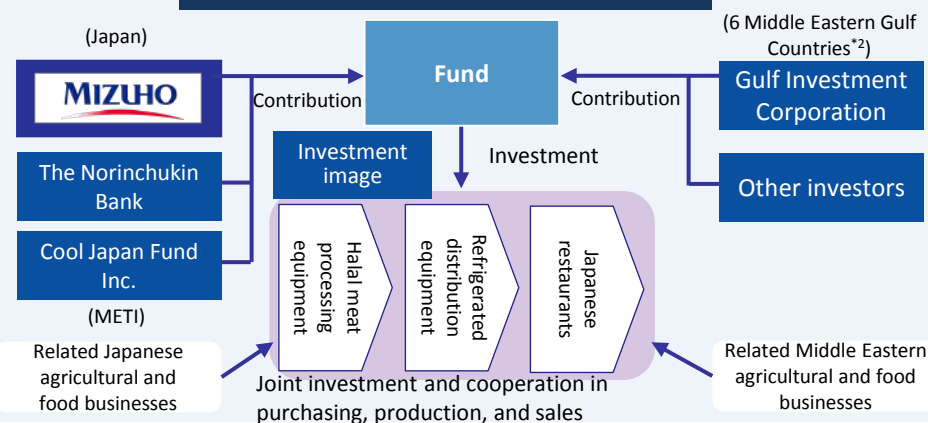 (Japan)
MIZUHO
The Norinchukin
Bank
Cool Japan Fund
Inc.
(METI)
Contribution
Fund
Contribution
(6 Middle Eastern Gulf
Countries*2)
Gulf Investment
Corporation
Other investors
Investment
image
Investment
Halal meat
processing
equipment
Refrigerated
distribution
equipment
Japanese
restaurants
Related Japanese
agricultural and
food businesses
Joint investment and cooperation in
purchasing, production, and sales
Related Middle Eastern
agricultural and food
businesses